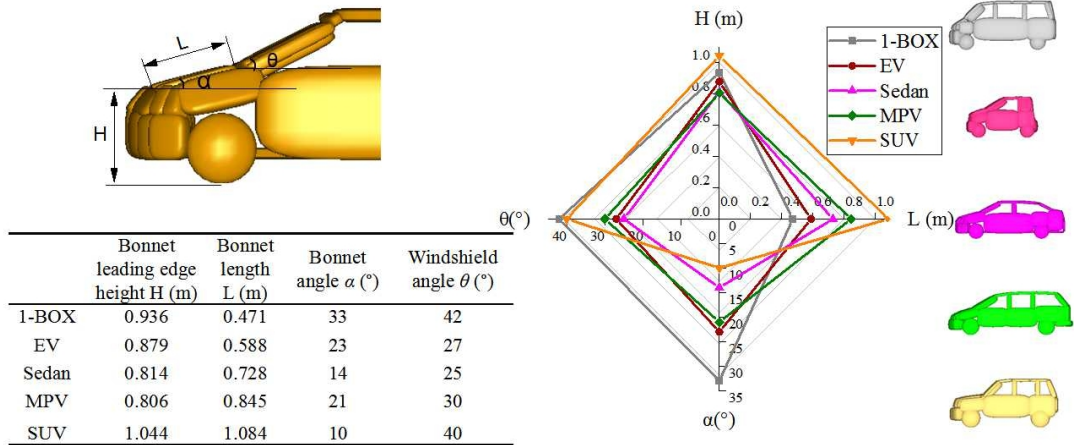 L
θ
α
H
Bonnet leading edge height H (m) Bonnet length L (m) Bonnet angle α (°) Windshield angle θ (°)
1-BOX 0.936 0.471 33 42
EV 0.879 0.588 23 27
Sedan 0.814 0.728 14 25
MPV 0.806 0.845 21 30
SUV 1.044 1.084 10 40
H (m)
1.0
0.8
0.6
0.4
0.2
0.0
0.0 0.2 0.4 0.6 0.8 1.0
L (m)
θ(°)
40 30 20 10 0
0
5
10
15
20
25
30
35
α(°)
1-BOX
EV
Sedan
MPV
SUV